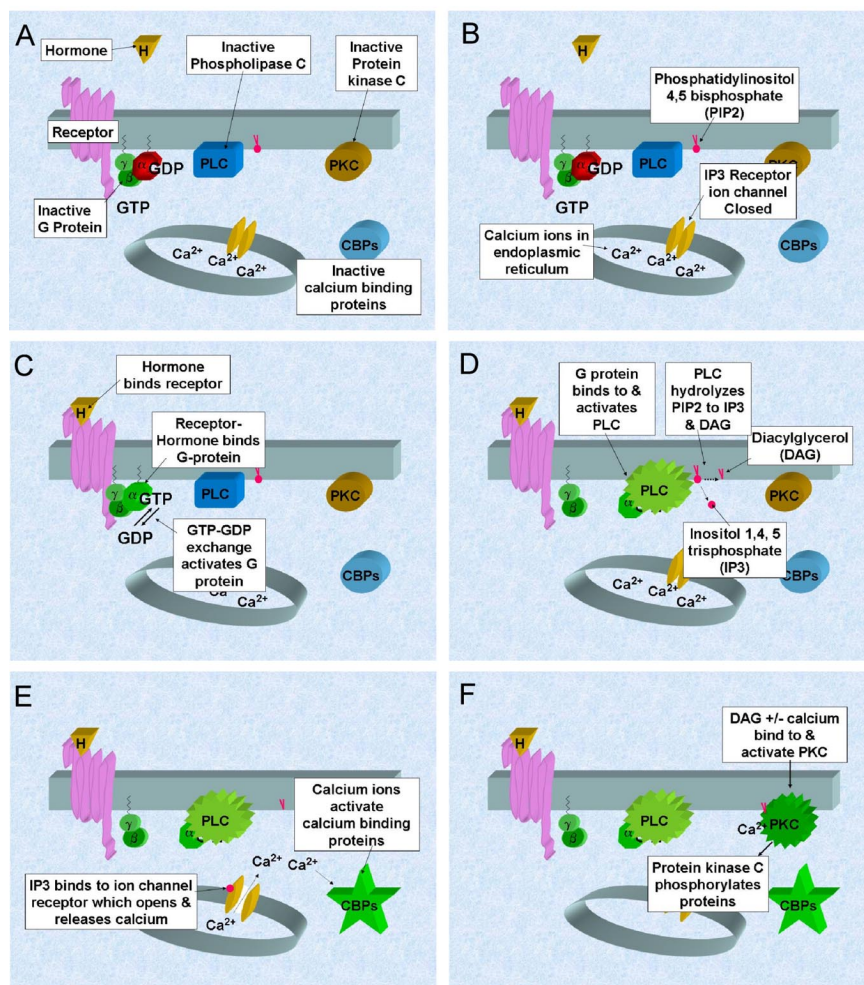 A
Hormone
H
Inactive
Phospholipase C
Inactive
Protein
kinase C
Receptor
γ
β
α
GDP
PLC
PKC
GTP
Inactive
G Protein
Ca2+
Ca2+
Ca2+
CBPs
Inactive
calcium binding
proteins
B
H
Phosphatidylinositol
4,5 bisphosphate
(PIP2)
γ
β
α
GDP
PLC
PKC
GTP
IP3 Receptor
ion channel
Closed
Calcium ions in
endoplasmic
reticulum
Ca2+
Ca2+
Ca2+
CBPs
C
Hormone
binds receptor
H
Receptor-
Hormone binds
G-protein
γ
β
α
GTP
PLC
PKC
GDP
GTP-GDP
exchange
activates G
protein
Ca2+
CBPs
D
G protein
binds to &
activates
PLC
PLC
hydrolyzes
PIP2 to IP3
& DAG
H
Diacylglycerol
(DAG)
γ
β
PLC
PKC
Inositol 1,4, 5
trisphosphate
(IP3)
Ca2+
Ca2+
Ca2+
CBPs
E
H
Calcium ions
activate
calcium binding
proteins
γ
β
α
PLC
IP3 binds to ion channel
receptor which opens &
releases calcium
Ca2+
Ca2+
Ca2+
CBPs
F
DAG +/- calcium
bind to &
activate PKC
H
γ
β
α
PLC
Ca2+
PKC
Protein kinase C
phosphorylates
proteins
CBPs